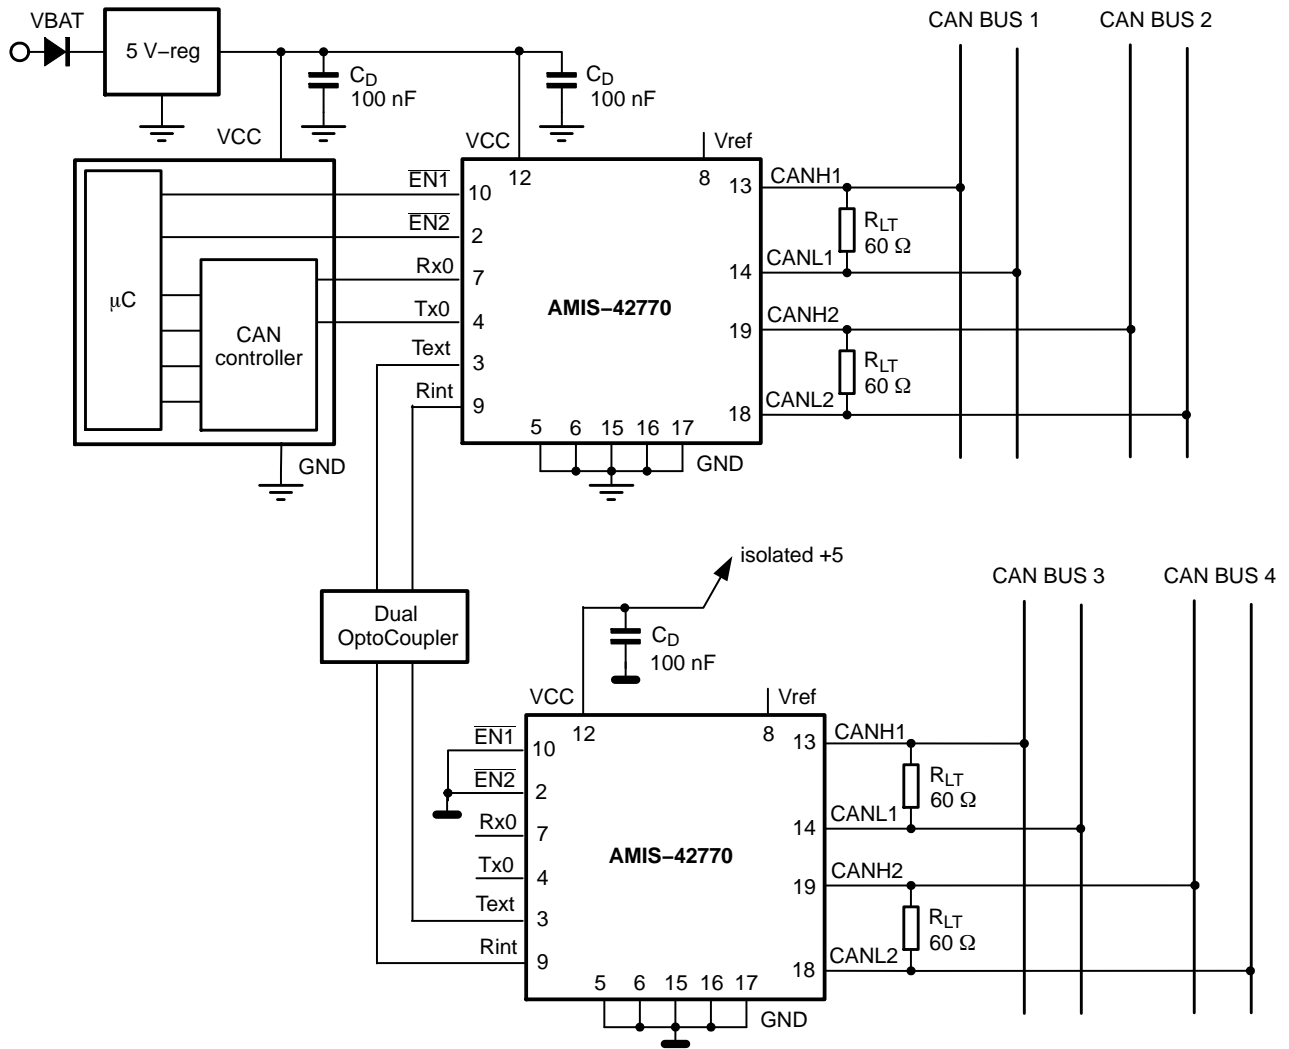 VBAT
5 V–reg
CD
100 nF
CD
100 nF
CAN BUS 1
CAN BUS 2
VCC
VCC
12
Vref
8
EN1
10
EN2
2
Rx0
7
Tx0
4
Text
3
Rint
9
µC
CAN
controller
GND
AMIS–42770
13
CANH1
RLT
60 Ω
14
CANL1
19
CANH2
RLT
60 Ω
18
CANL2
5
6
15
16
17
GND
Dual
OptoCoupler
isolated +5
CD
100 nF
CAN BUS 3
CAN BUS 4
VCC
12
Vref
8
EN1
10
EN2
2
Rx0
7
Tx0
4
Text
3
Rint
9
AMIS–42770
13
CANH1
RLT
60 Ω
14
CANL1
19
CANH2
RLT
60 Ω
18
CANL2
5
6
15
16
17
GND